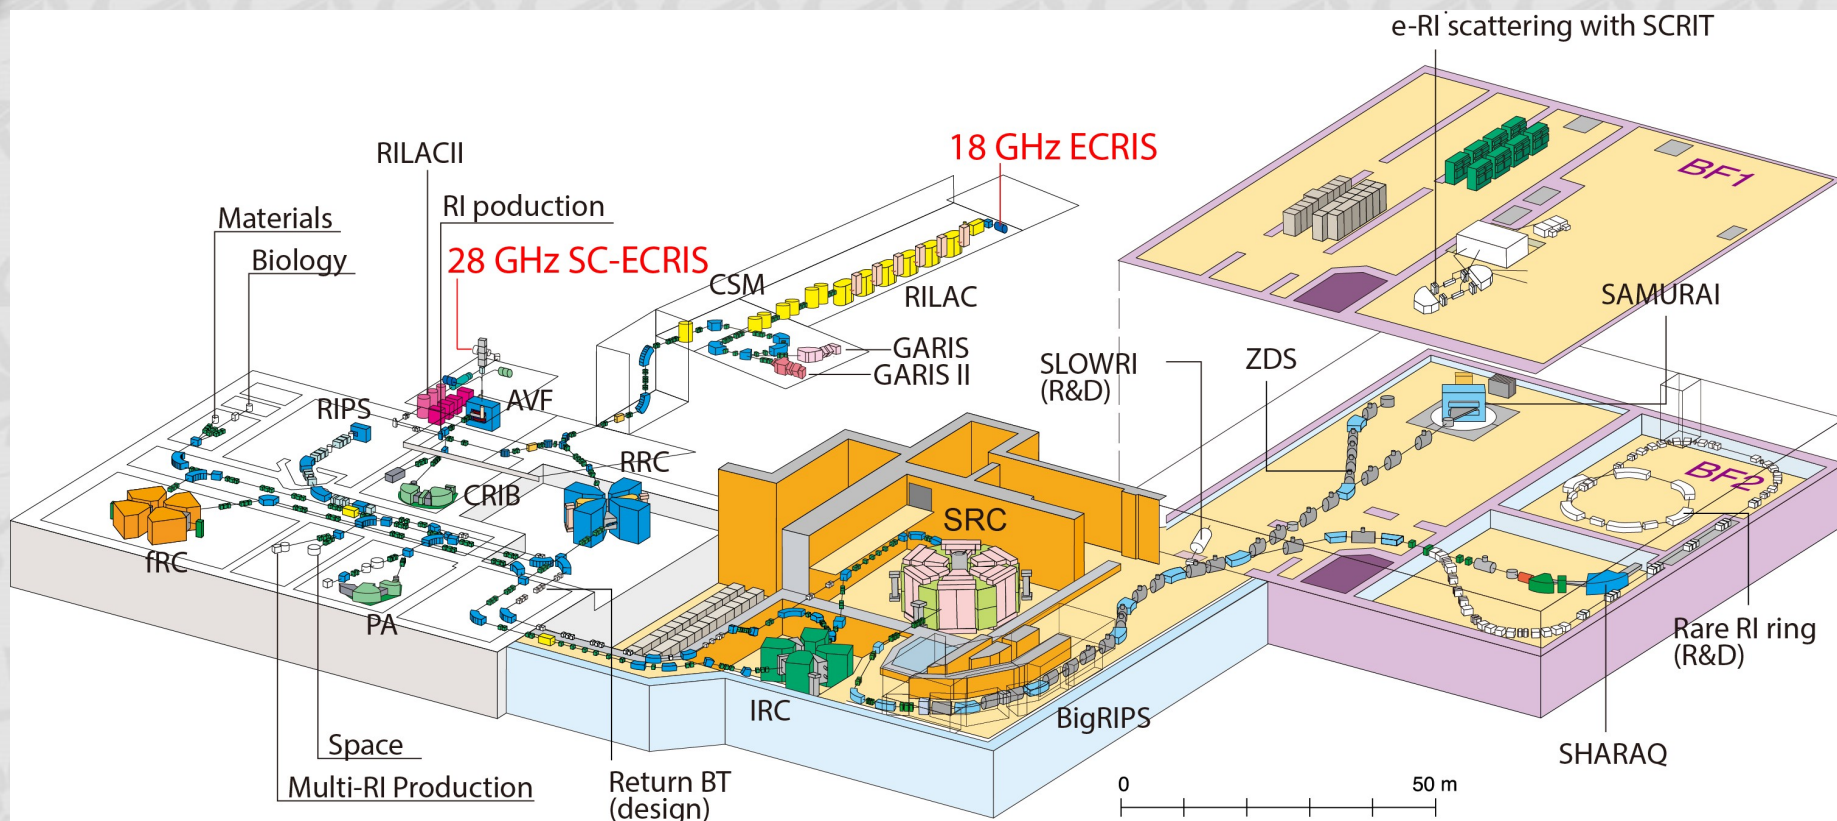 e-RI scattering with SCRIT
18 GHz ECRIS
RILACII
RI poduction
Materials
Biology
28 GHz SC-ECRIS
CSM
RILAC
BF1
SAMURAI
GARIS
GARIS II
SLOWRI
(R&D)
ZDS
RIPS
AVF
RRC
CRIB
BF2
SRC
fRC
PA
Rare RI ring
(R&D)
IRC
BigRIPS
SHARAQ
Space
Multi-RI Production
Return BT
(design)
0
50 m